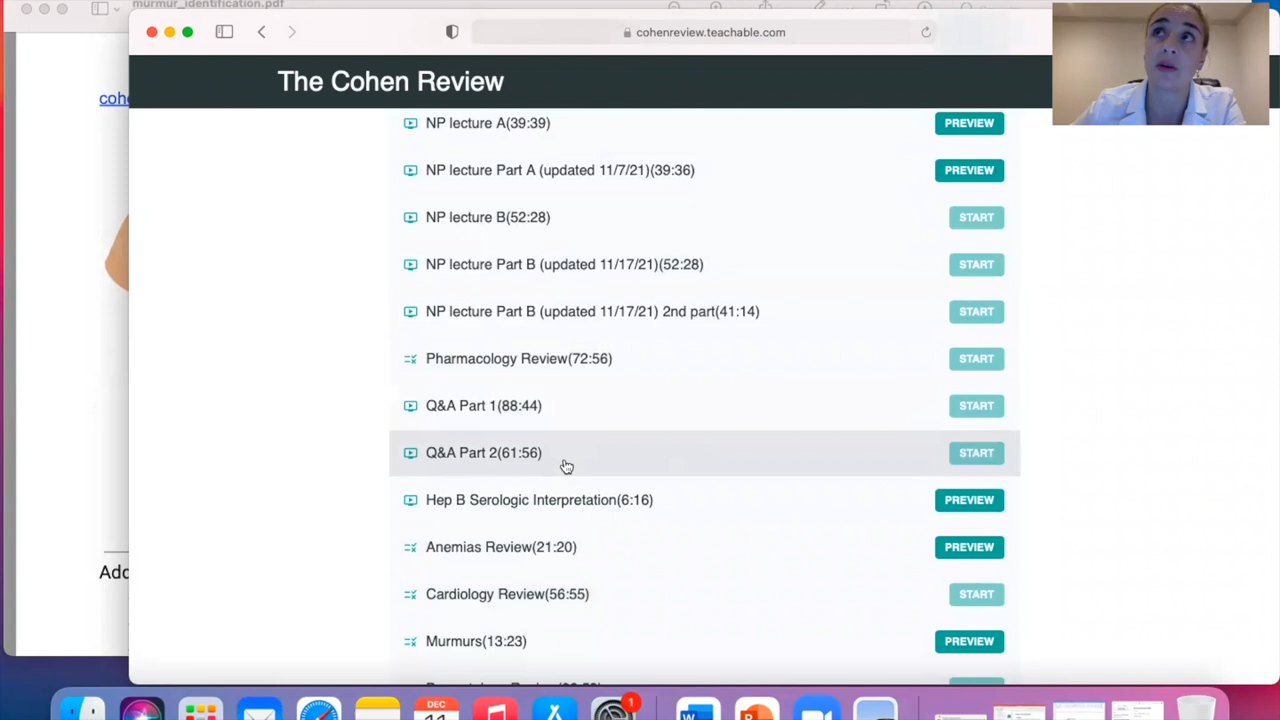 murmur_identification.pdf
cohenreview.teachable.com
The Cohen Review
coh
NP lecture A(39:39)
PREVIEW
NP lecture Part A (updated 11/7/21)(39:36)
PREVIEW
NP lecture B(52:28)
START
NP lecture Part B (updated 11/17/21)(52:28)
START
NP lecture Part B (updated 11/17/21) 2nd part(41:14)
START
Pharmacology Review(72:56)
START
Q&A Part 1(88:44)
START
Q&A Part 2(61:56)
START
Hep B Serologic Interpretation(6:16)
PREVIEW
Anemias Review(21:20)
PREVIEW
Add
Cardiology Review(56:55)
START
Murmurs(13:23)
PREVIEW
DEC
1
W
P